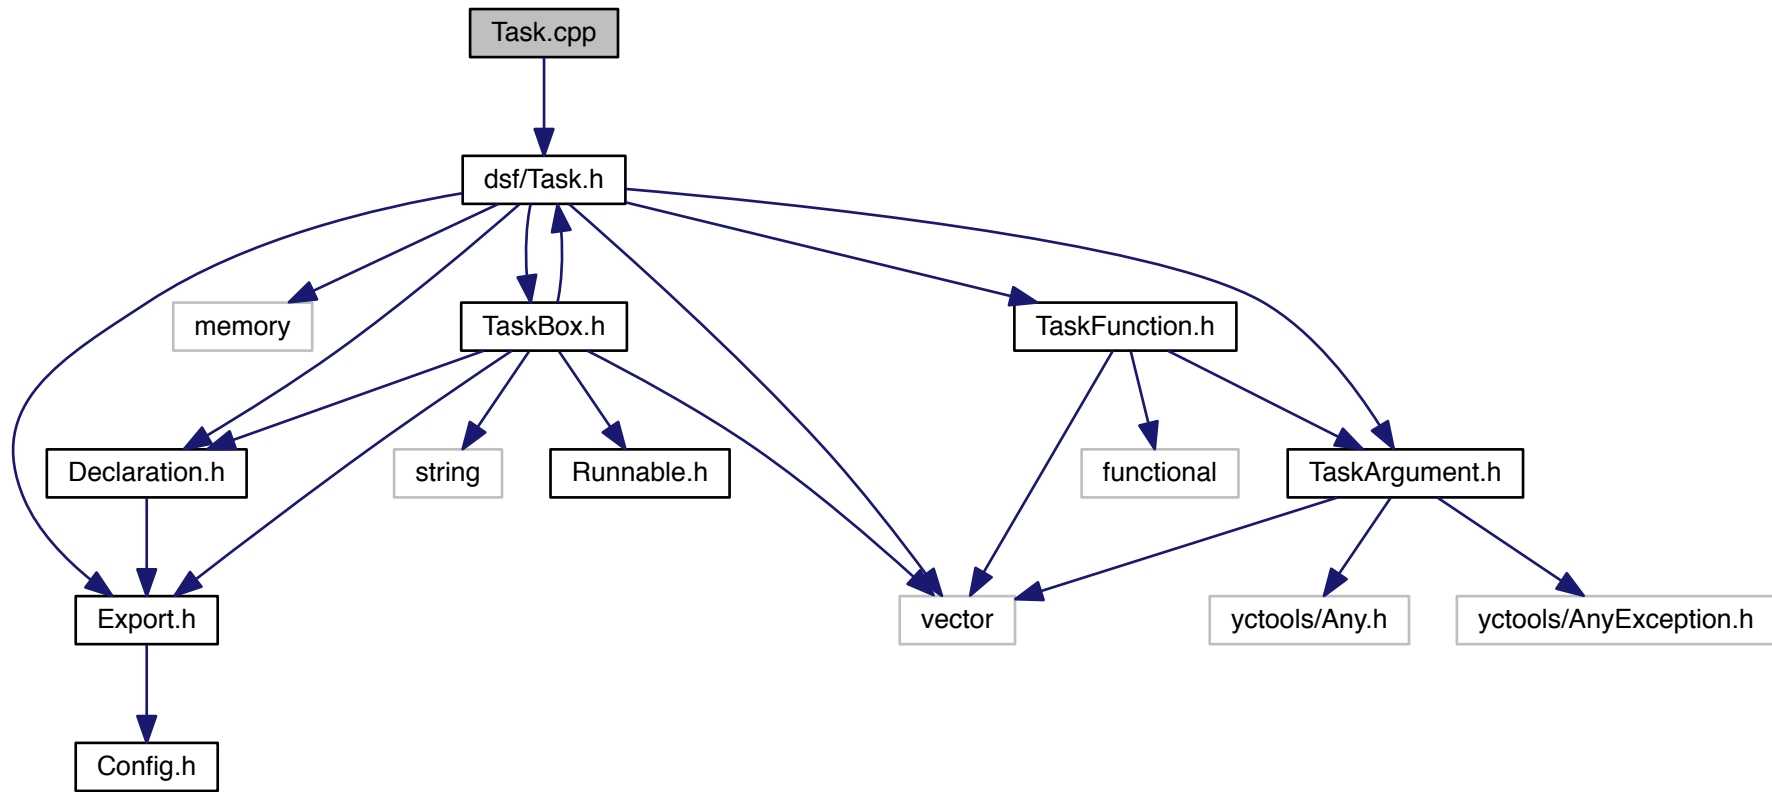 Task.cpp
dsf/Task.h
memory
TaskBox.h
TaskFunction.h
Declaration.h
string
Runnable.h
functional
TaskArgument.h
Export.h
vector
yctools/Any.h
yctools/AnyException.h
Config.h